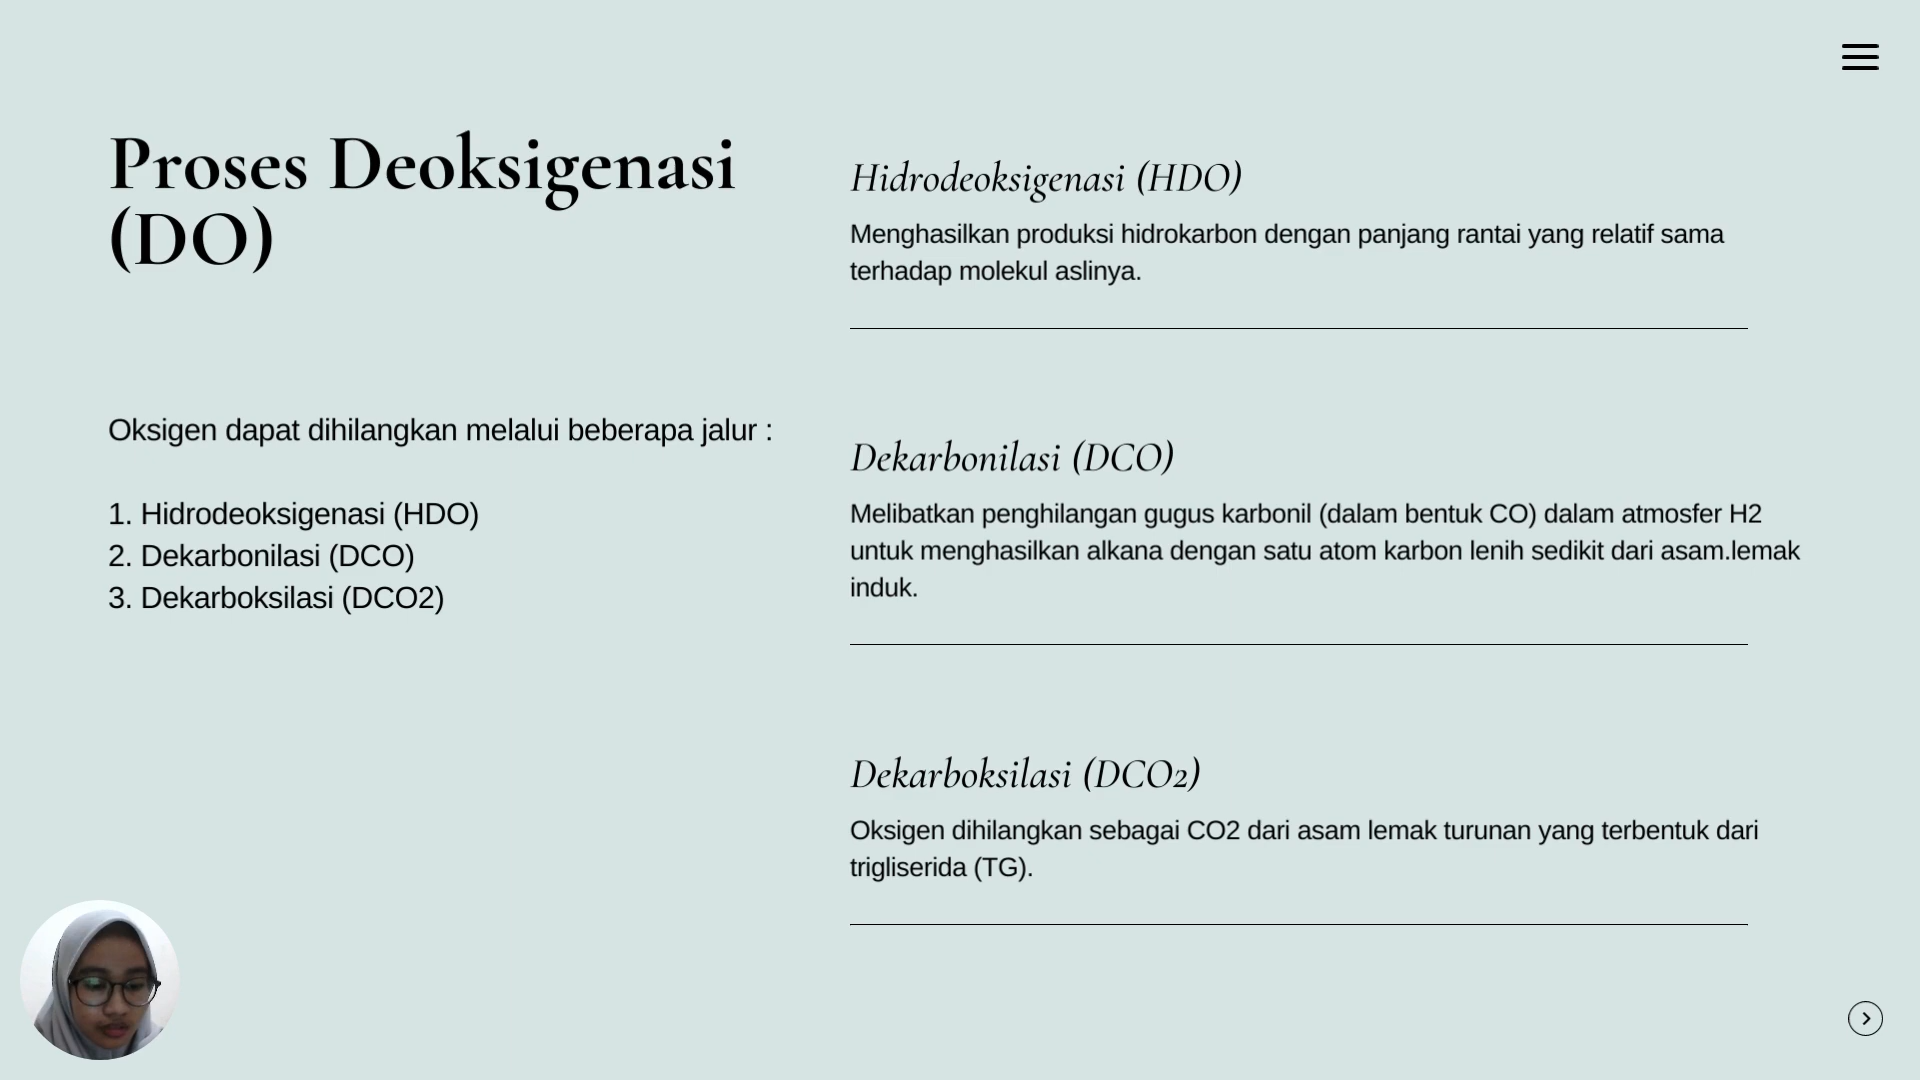 Proses Deoksigenasi
(DO)
Oksigen dapat dihilangkan melalui beberapa jalur :
1. Hidrodeoksigenasi (HDO)
2. Dekarbonilasi (DCO)
3. Dekarboksilasi (DCO2)
Hidrodeoksigenasi (HDO)
Menghasilkan produksi hidrokarbon dengan panjang rantai yang relatif sama
terhadap molekul aslinya.
Dekarbonilasi (DCO)
Melibatkan penghilangan gugus karbonil (dalam bentuk CO) dalam atmosfer H2
untuk menghasilkan alkana dengan satu atom karbon lenih sedikit dari asam.lemak
induk.
Dekarboksilasi (DCO2)
Oksigen dihilangkan sebagai CO2 dari asam lemak turunan yang terbentuk dari
trigliserida (TG).